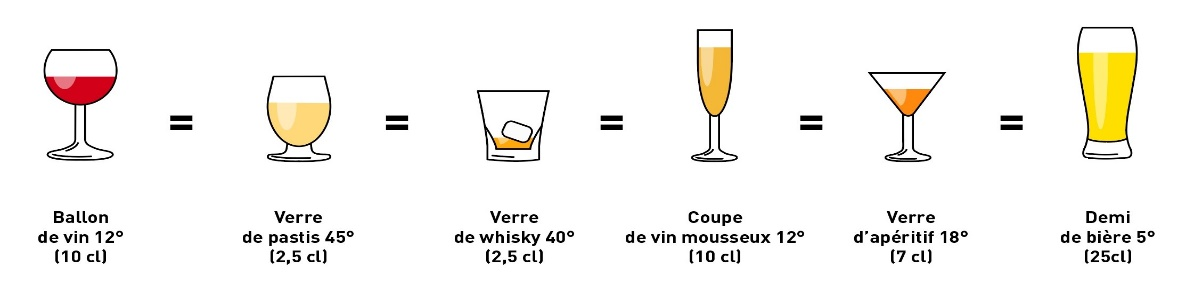 = = = = =
Ballon
de vin 12°
(10 cl)
Verre
de pastis 45°
(2,5 cl)
Verre
de whisky 40°
(2,5 cl)
Coupe
de vin mousseux 12°
(10 cl)
Verre
d’apéritif 18°
(7 cl)
Demi
de bière 5°
(25cl)